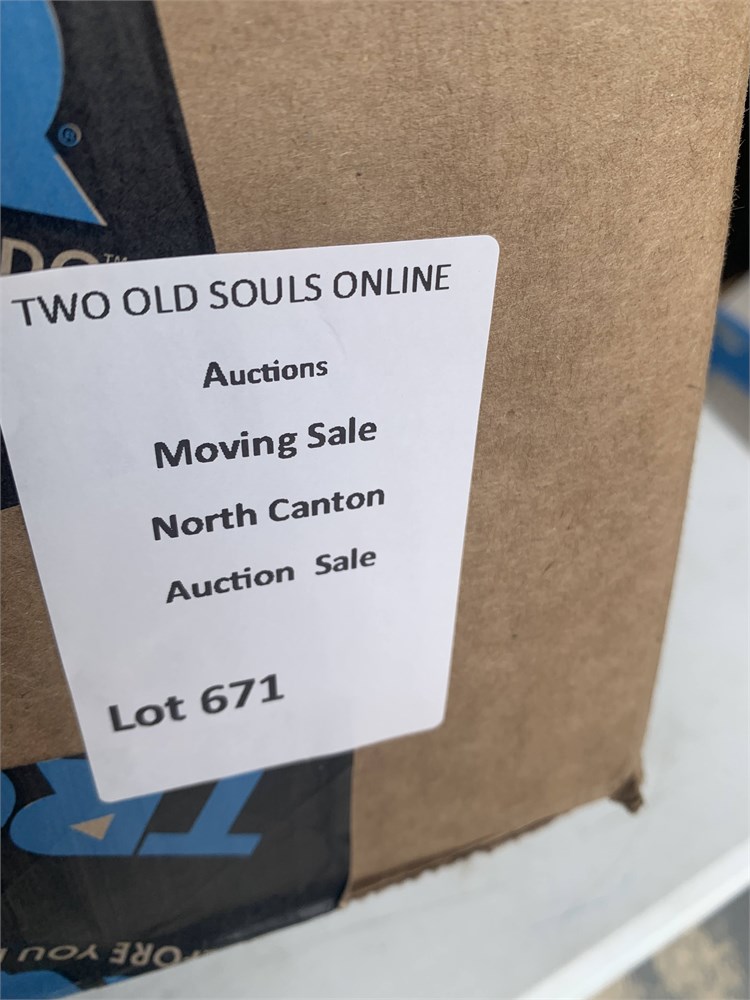 ®
TWO OLD SOULS ONLINE
Auctions
Moving Sale
North Canton
Auction Sale
Lot 671